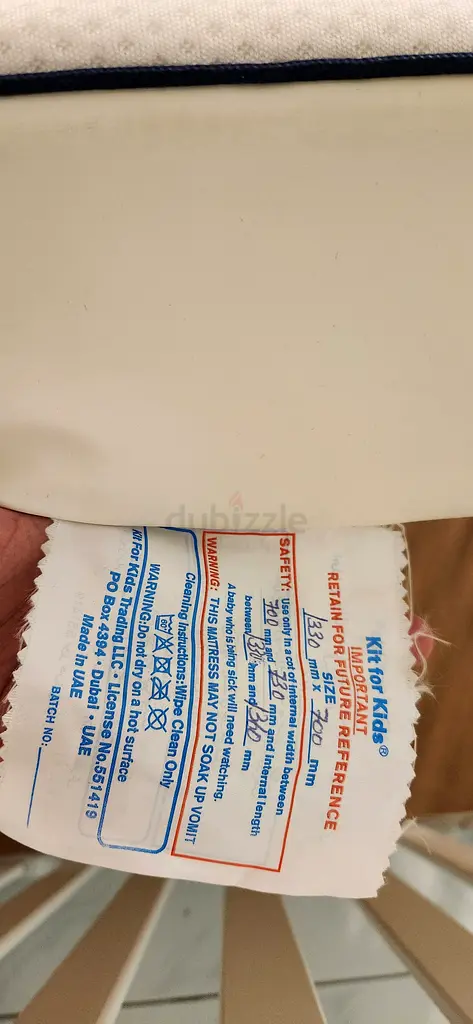 dubizzle
Kit for Kids®
IMPORTANT
RETAIN FOR FUTURE REFERENCE
SIZE
1330 mm x 700 mm
SAFETY: Use only in a cot of internal width between
700 mm and 730 mm and internal length
between 1330 mm and 1360 mm
WARNING: THIS MATRESS MAY NOT SOAK UP VOMIT
A baby who is bing sick will need watching.
Cleaning Instructions:Wipe Clean Only
WARNING:Do not dry on a hot surface
Kit For Kids Trading LLC • License No,551419
PO Box 4394 • Dubai • UAE
Made in UAE
BATCH NO: